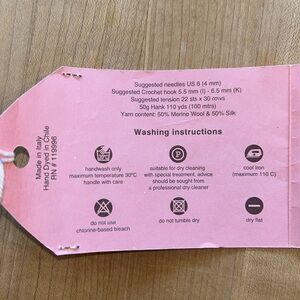 Suggested needles US 6 (4 mm)
Suggested Crochet hook 5.5 mm (I) - 6.5 mm (K)
Suggested tension 22 sts x 30 rows
50g Hank 110 yds (100 mtrs)
Yarn content: 50% Merino Wool & 50% Silk
Washing instructions
handwash only
maximum temperature 30°C
handle with care
P
suitable for dry cleaning
with special treatment, advice
should be sought from
a professional dry cleaner
cool iron
(maximum 110 C)
do not use
chlorine-based bleach
do not tumble dry
dry flat
Made in Italy
Hand Dyed in Chile
RN # 119996